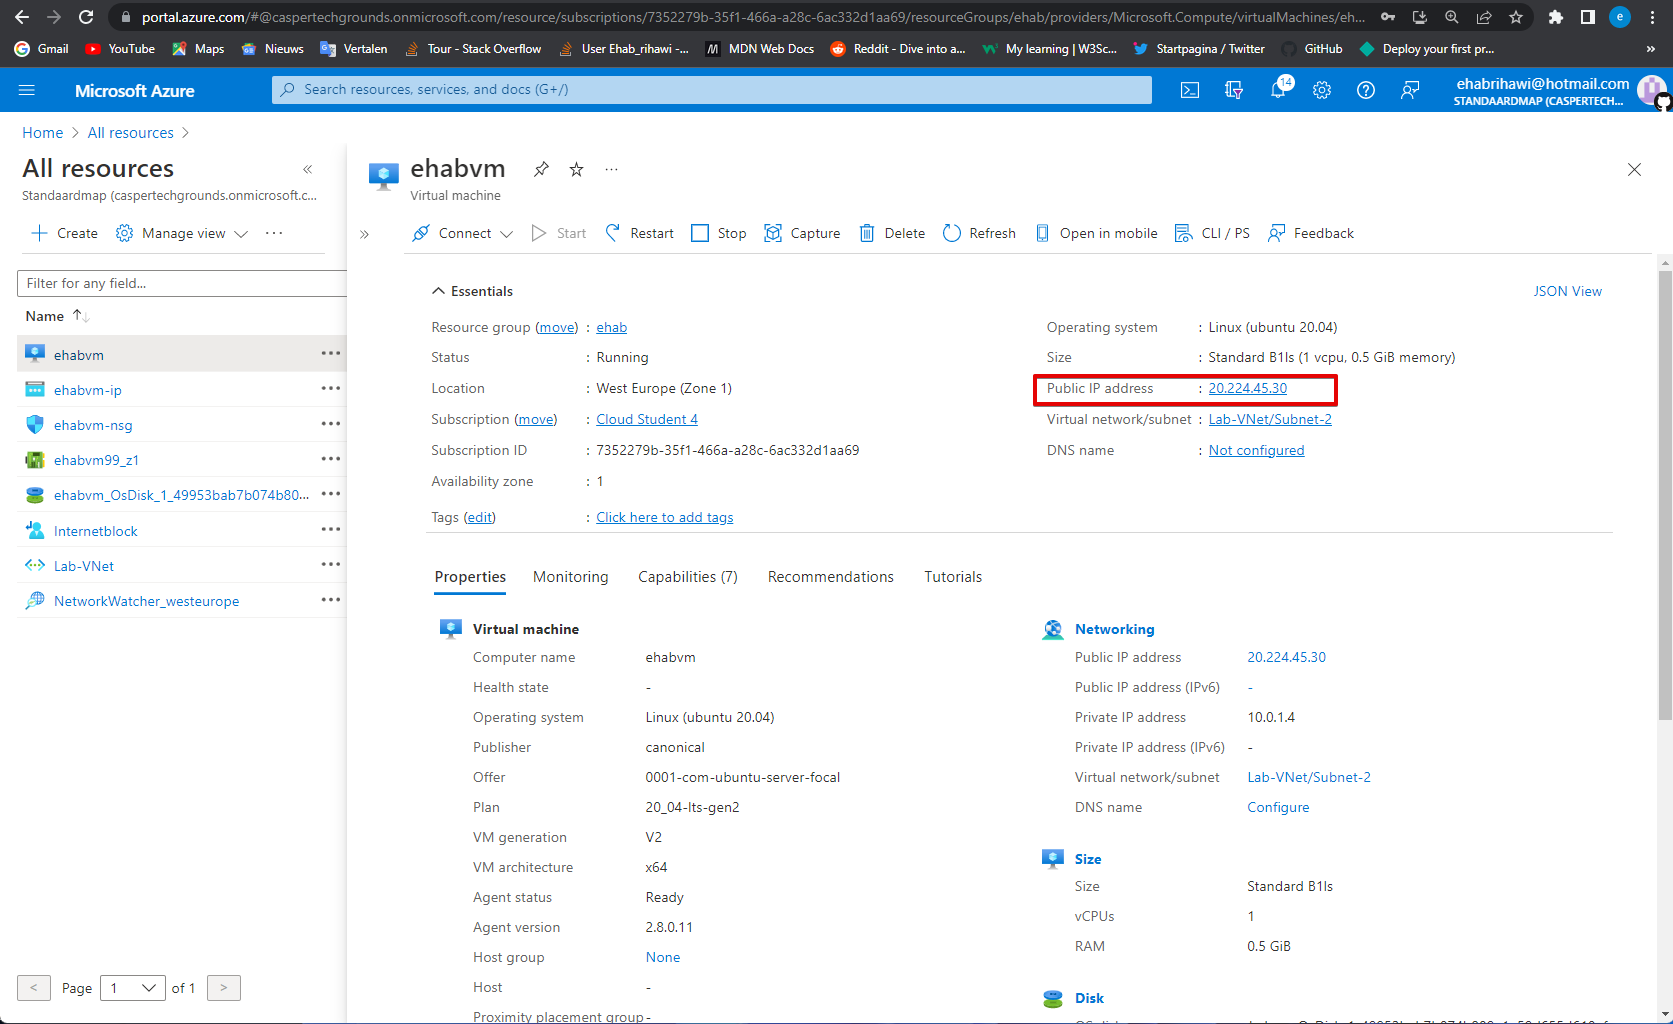 portal.azure.com/#@caspertechgrounds.onmicrosoft.com/resource/subscriptions/7352279b-35f1-466a-a28c-6ac332d1aa69/resourceGroups/ehab/providers/Microsoft.Compute/virtualMachines/eh...
e
Gmail YouTube Maps Nieuws Vertalen Tour - Stack Overflow User Ehab_rihawi -... MDN Web Docs Reddit - Dive into a... My learning | W3Sc... Startpagina / Twitter GitHub Deploy your first pr... »
Microsoft Azure
Search resources, services, and docs (G+/)
14
ehabrihawi@hotmail.com
STANDAARDMAP (CASPERTECH...
Home > All resources >
All resources «
Standaardmap (caspertechgrounds.onmicrosoft.c...
Create Manage view ...
Filter for any field...
Name
ehabvm ...
ehabvm-ip ...
ehabvm-nsg ...
ehabvm99_z1 ...
ehabvm_OsDisk_1_49953bab7b074b80... ...
Internetblock ...
Lab-VNet ...
NetworkWatcher_westeurope ...
< Page 1 of 1 >
ehabvm ...
Virtual machine
» Connect Start Restart Stop Capture Delete Refresh Open in mobile CLI / PS Feedback
Essentials
JSON View
Resource group (move) : ehab
Status : Running
Location : West Europe (Zone 1)
Subscription (move) : Cloud Student 4
Subscription ID : 7352279b-35f1-466a-a28c-6ac332d1aa69
Availability zone : 1
Tags (edit) : Click here to add tags
Operating system : Linux (ubuntu 20.04)
Size : Standard B1ls (1 vcpu, 0.5 GiB memory)
Public IP address : 20.224.45.30
Virtual network/subnet : Lab-VNet/Subnet-2
DNS name : Not configured
Properties Monitoring Capabilities (7) Recommendations Tutorials
Virtual machine
Computer name ehabvm
Health state -
Operating system Linux (ubuntu 20.04)
Publisher canonical
Offer 0001-com-ubuntu-server-focal
Plan 20_04-lts-gen2
VM generation V2
VM architecture x64
Agent status Ready
Agent version 2.8.0.11
Host group None
Host -
Proximity placement group -
Networking
Public IP address 20.224.45.30
Public IP address (IPv6) -
Private IP address 10.0.1.4
Private IP address (IPv6) -
Virtual network/subnet Lab-VNet/Subnet-2
DNS name Configure
Size
Size Standard B1ls
vCPUs 1
RAM 0.5 GiB
Disk